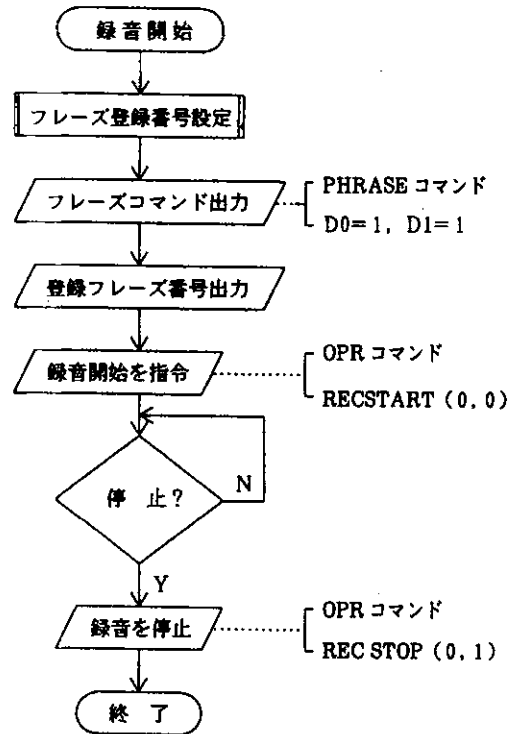 録音開始
フレーズ登録番号設定
フレーズコマンド出力
PHRASE コマンド
D0=1, D1=1
登録フレーズ番号出力
録音開始を指令
OPR コマンド
RECSTART (0, 0)
停 止?
N
Y
録音を停止
OPR コマンド
REC STOP (0, 1)
終 了